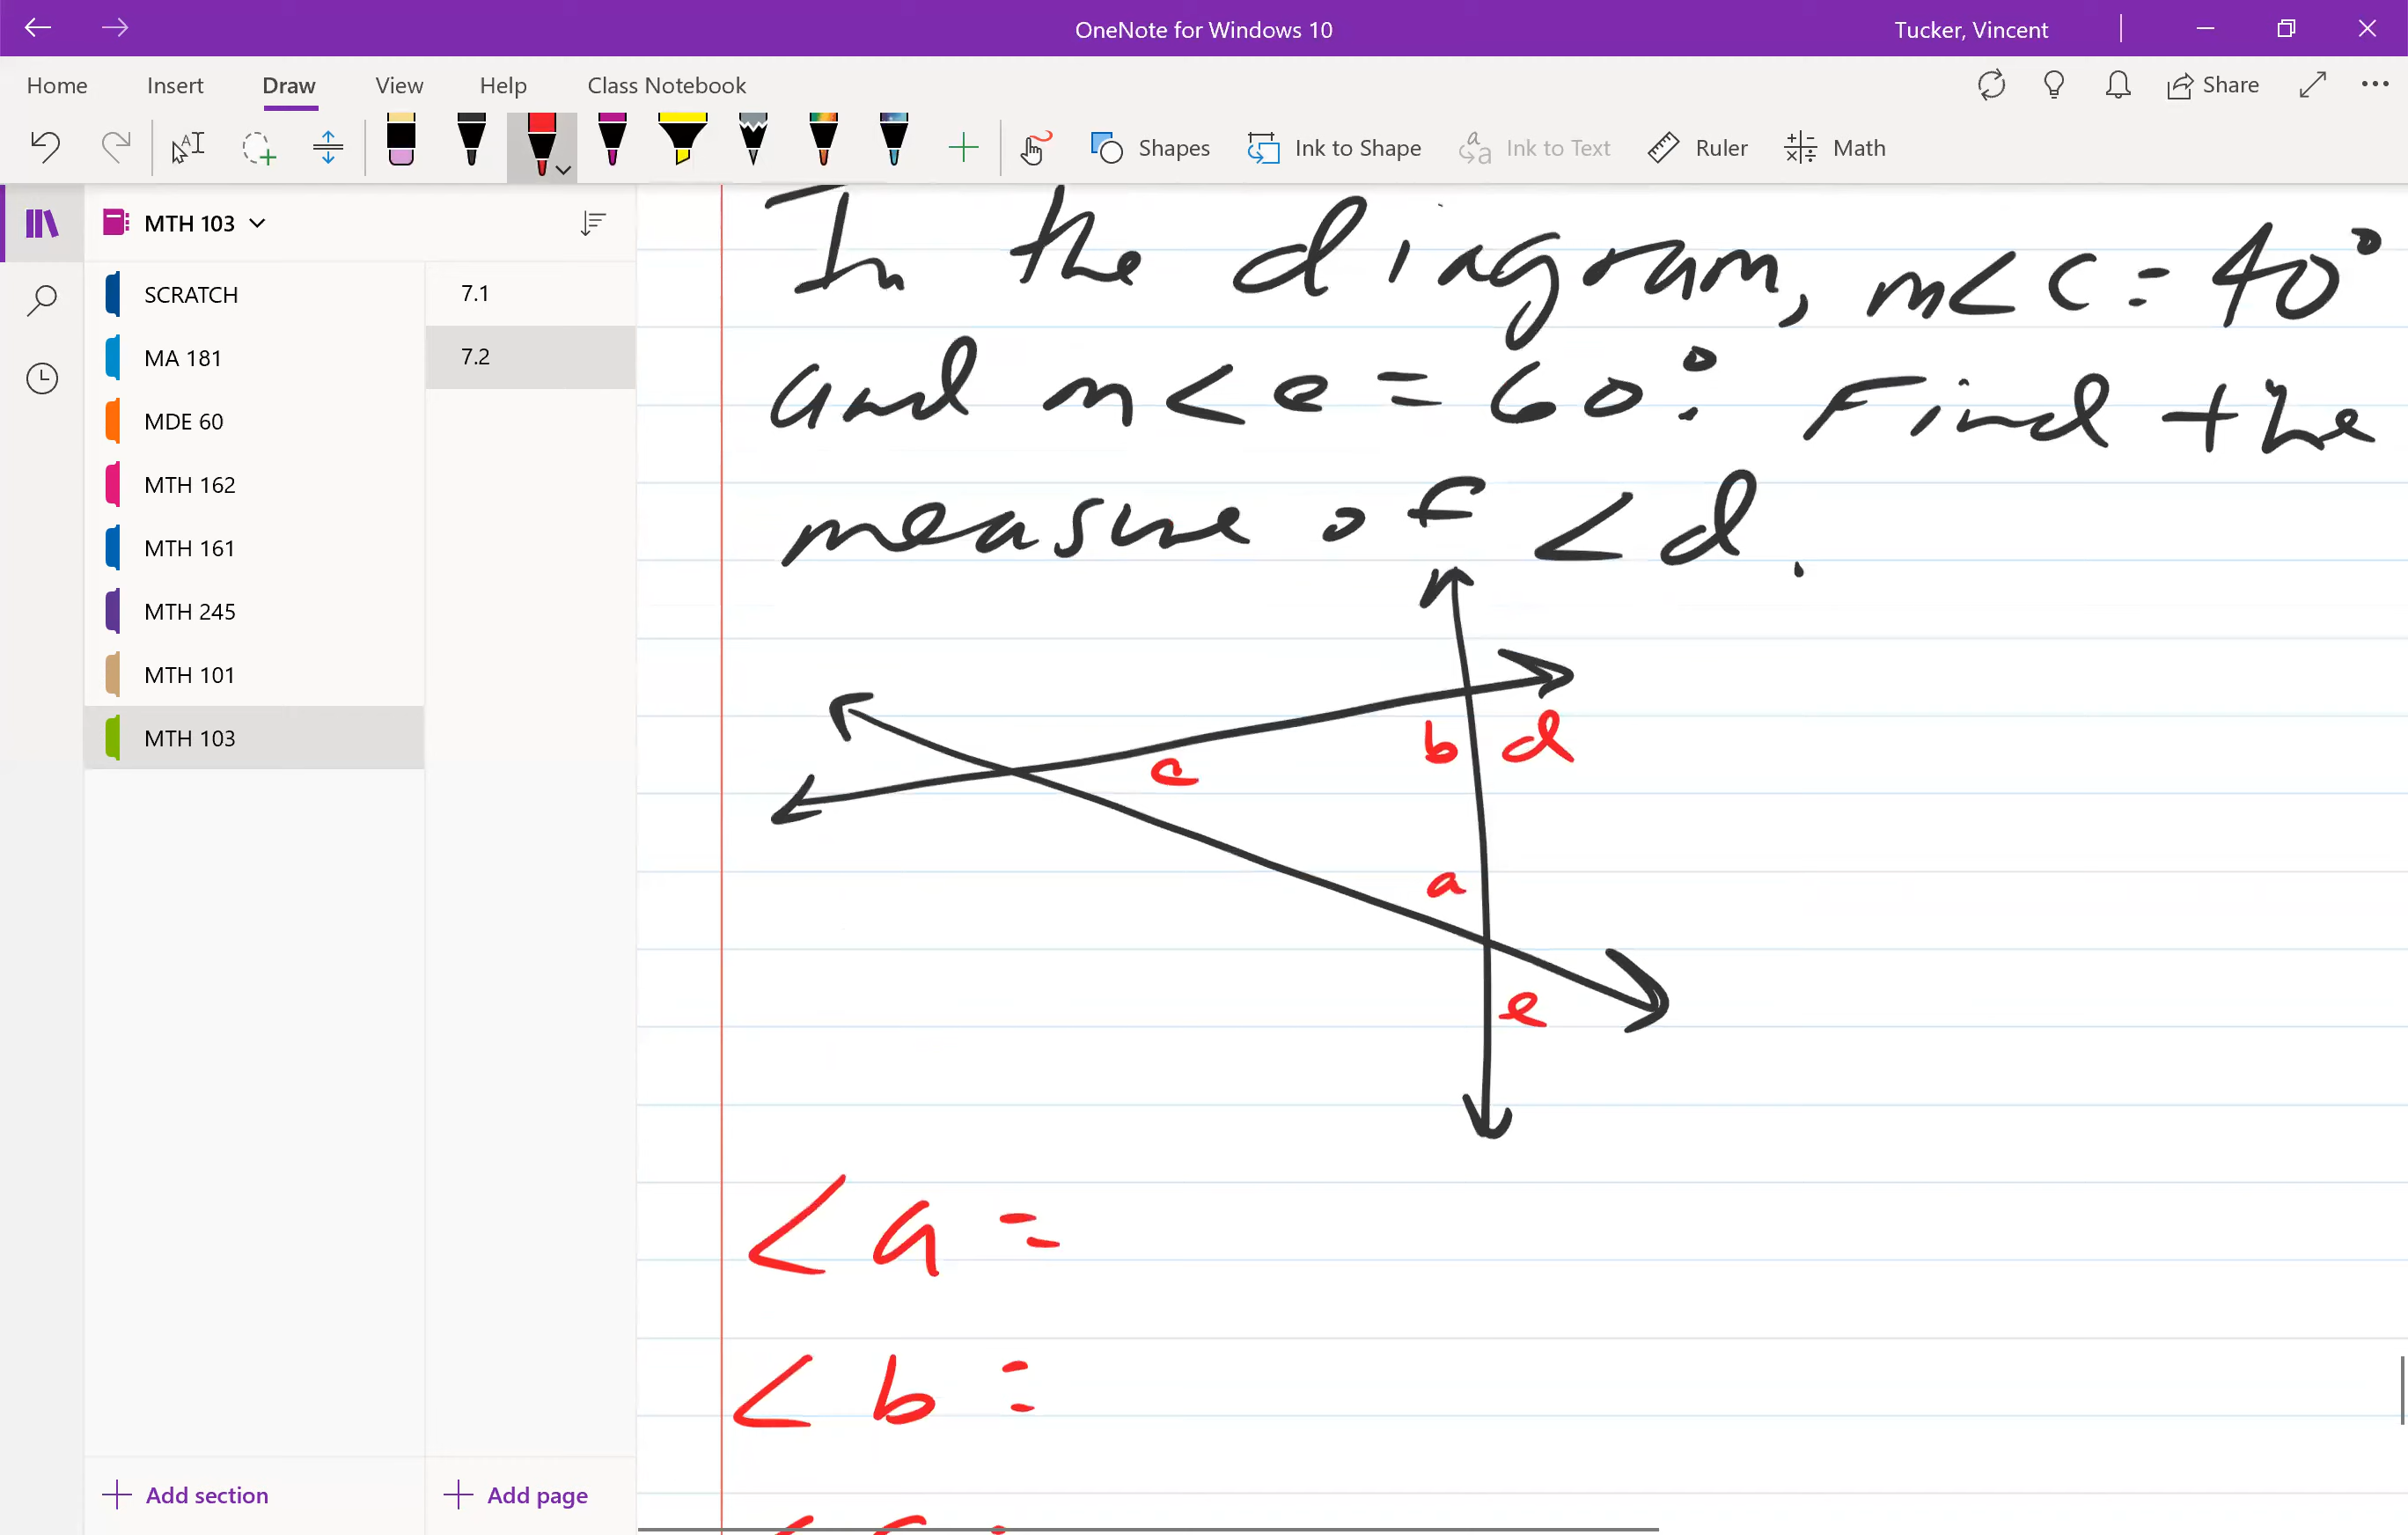 OneNote for Windows 10
Tucker, Vincent
Home Insert Draw View Help Class Notebook
Share
Shapes Ink to Shape Ink to Text Ruler Math
MTH 103
SCRATCH
MA 181
MDE 60
MTH 162
MTH 161
MTH 245
MTH 101
MTH 103
Add section
7.1
7.2
Add page
In the diagram, m<c = 40°
and m<e = 60°. Find the
measure of <d.
b d
c
a
e
<a =
<b =